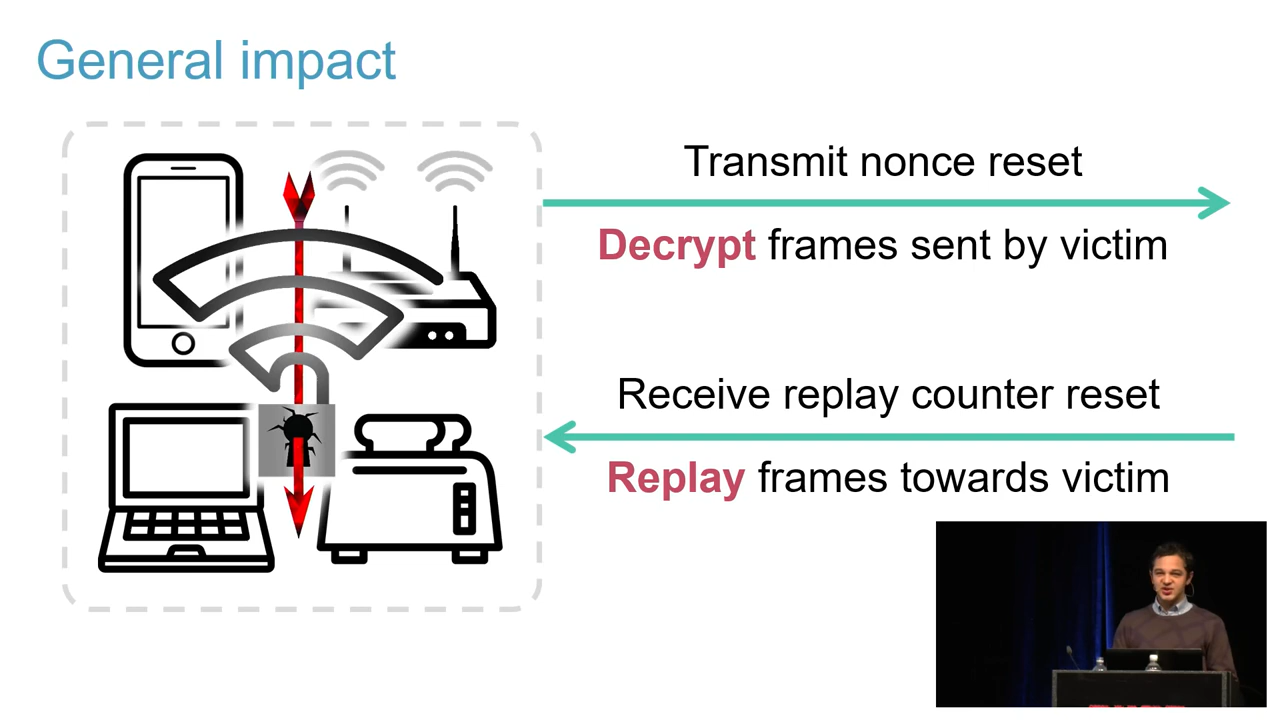 General impact
Transmit nonce reset
Decrypt frames sent by victim
Receive replay counter reset
Replay frames towards victim